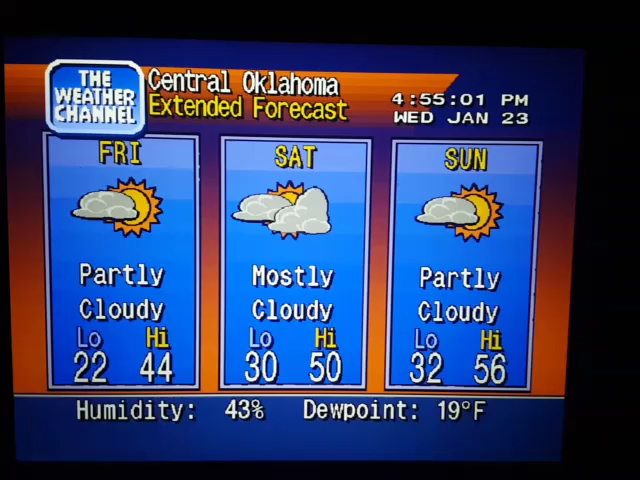 THE
WEATHER
CHANNEL
Central Oklahoma
Extended Forecast
4:55:01 PM
WED JAN 23
FRI
Partly
Cloudy
Lo Hi
22 44
SAT
Mostly
Cloudy
Lo Hi
30 50
SUN
Partly
Cloudy
Lo Hi
32 56
Humidity: 43% Dewpoint: 19°F